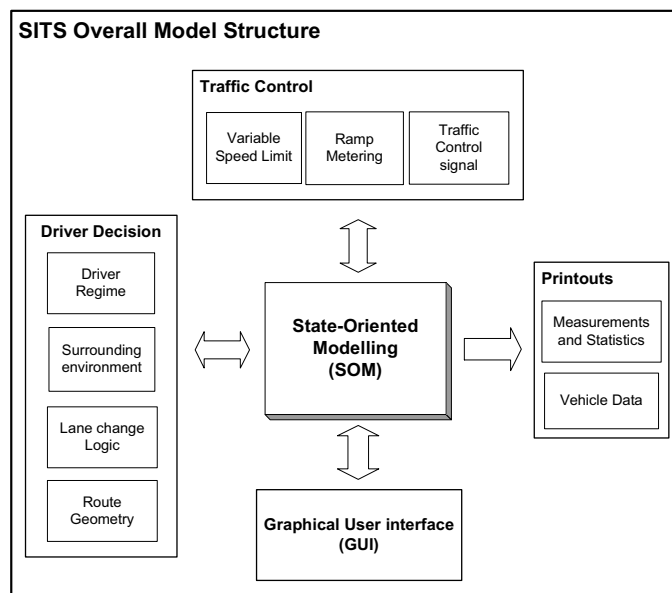 SITS Overall Model Structure
Traffic Control
Variable
Speed Limit
Ramp
Metering
Traffic
Control
signal
Driver Decision
Driver
Regime
Surrounding
environment
Lane change
Logic
Route
Geometry
State-Oriented
Modelling
(SOM)
Printouts
Measurements
and Statistics
Vehicle Data
Graphical User interface
(GUI)